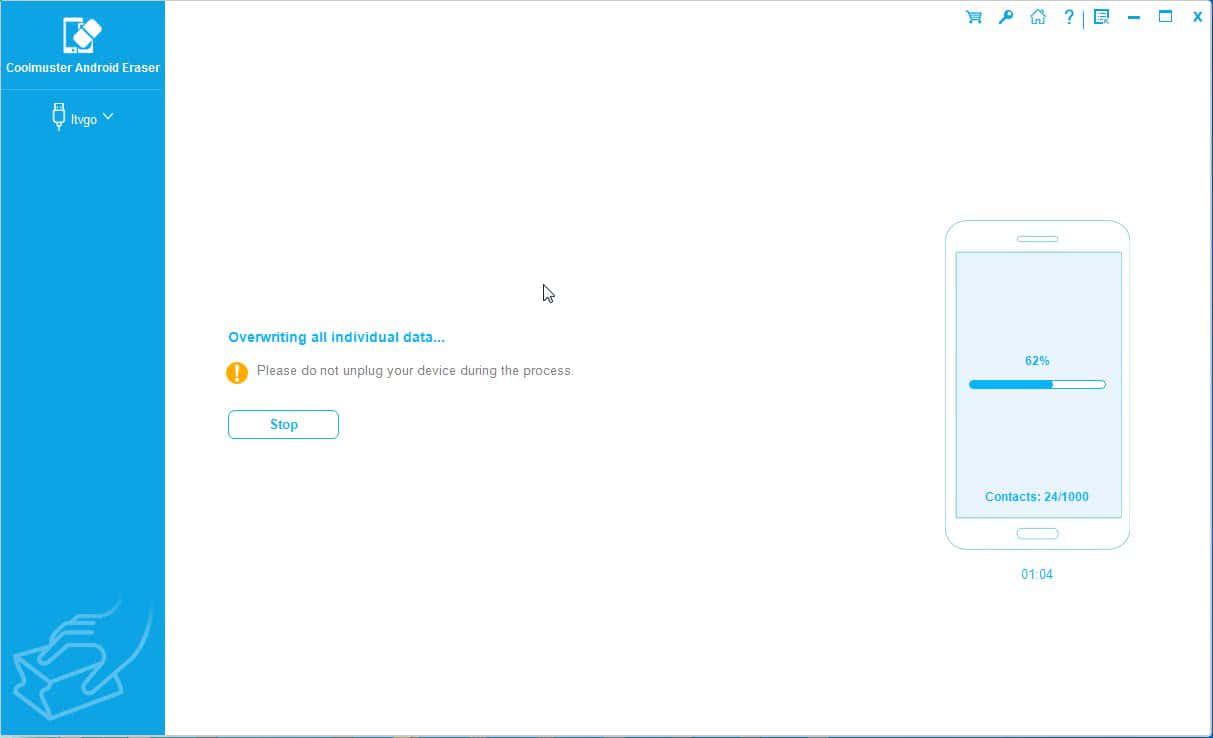 Coolmuster Android Eraser
Itvgo
?
Overwriting all individual data...
Please do not unplug your device during the process.
Stop
62%
Contacts: 24/1000
01:04